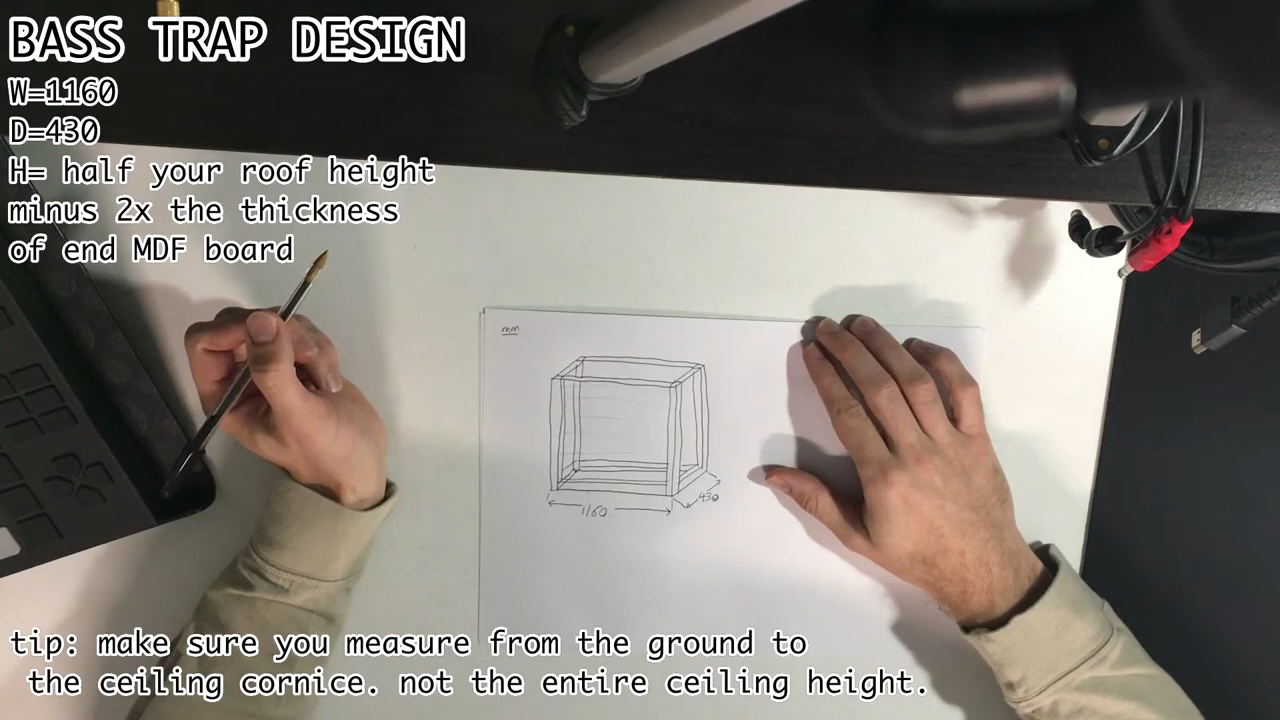 BASS TRAP DESIGN
W=1160
D=430
H= half your roof height
minus 2x the thickness
of end MDF board
mm
1160
430
tip: make sure you measure from the ground to
the ceiling cornice. not the entire ceiling height.